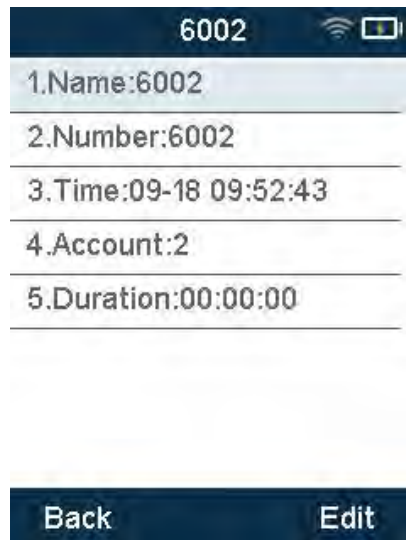 6002
1.Name:6002
2.Number:6002
3.Time:09-18 09:52:43
4.Account:2
5.Duration:00:00:00
Back Edit